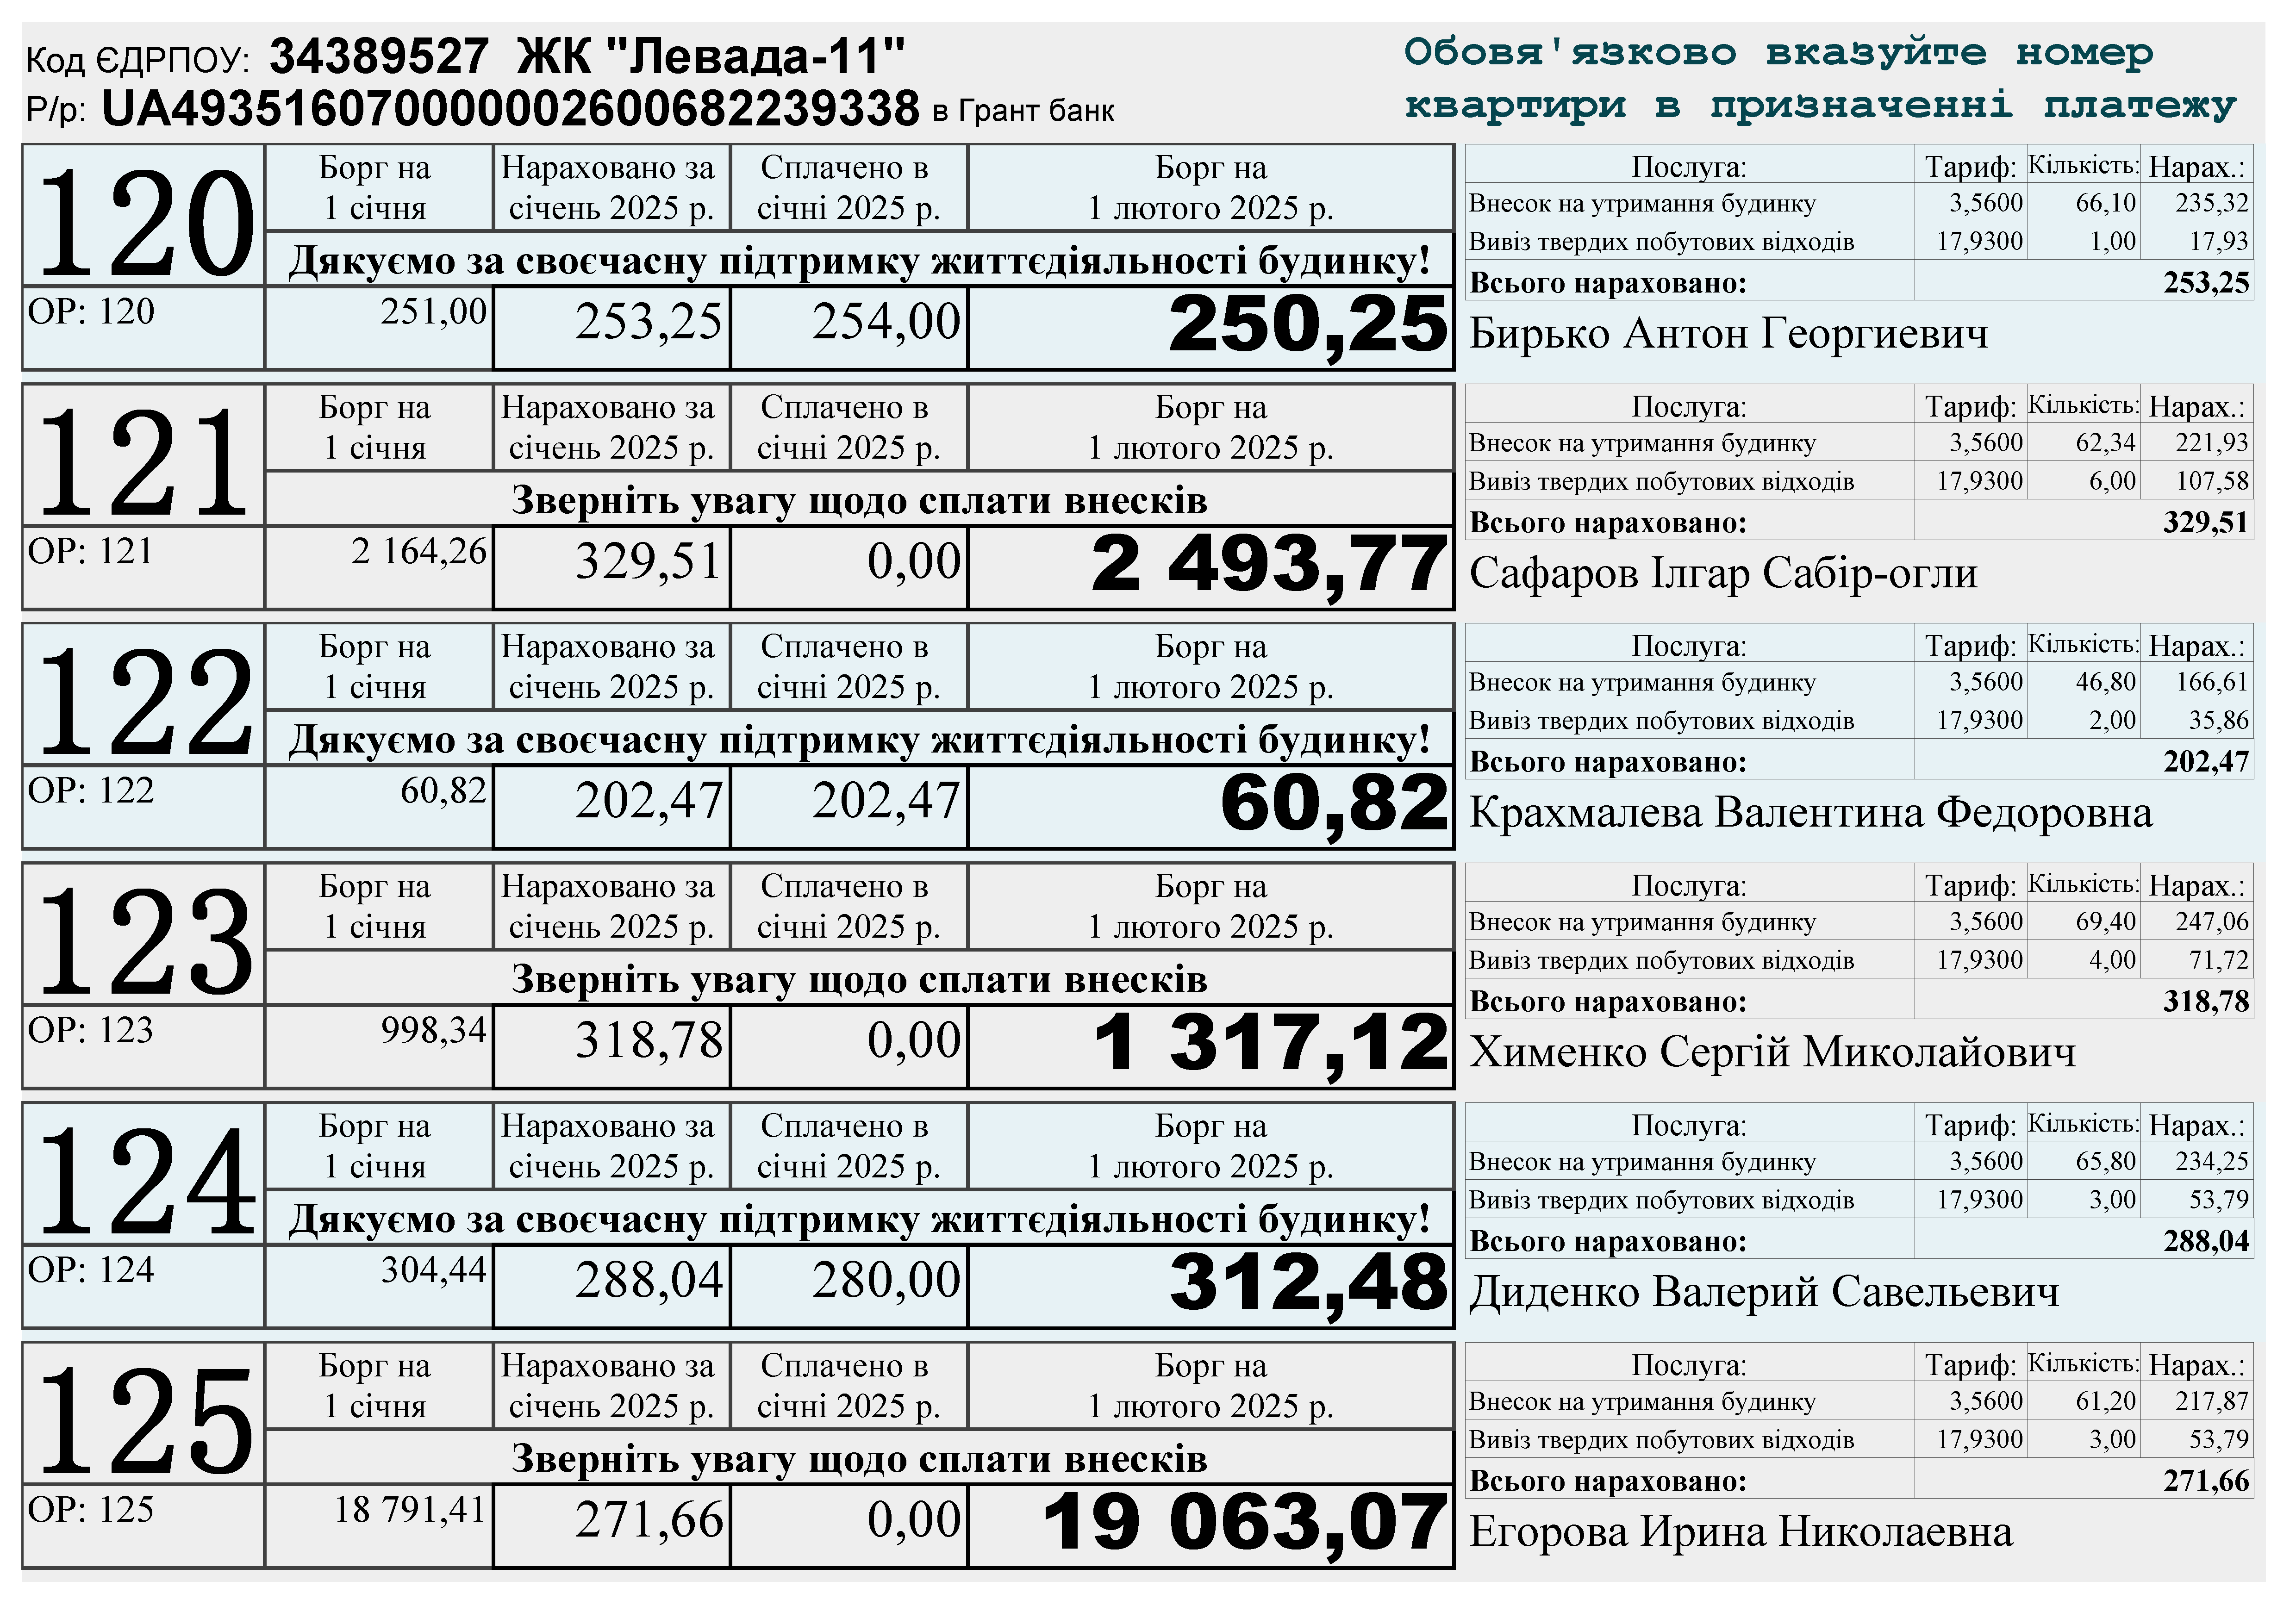 Код ЄДРПОУ: 34389527 ЖК "Левада-11"
Р/р: UA493516070000002600682239338 в Грант банк
Обовя'язково вказуйте номер
квартири в призначенні платежу
120
Борг на 1 січня
Нараховано за січень 2025 р.
Сплачено в січні 2025 р.
Борг на 1 лютого 2025 р.
Дякуємо за своєчасну підтримку життєдіяльності будинку!
ОР: 120 251,00 253,25 254,00 250,25
Послуга: Тариф: Кількість: Нарах.:
Внесок на утримання будинку 3,5600 66,10 235,32
Вивіз твердих побутових відходів 17,9300 1,00 17,93
Всього нараховано: 253,25
Бирько Антон Георгиевич
121
Борг на 1 січня
Нараховано за січень 2025 р.
Сплачено в січні 2025 р.
Борг на 1 лютого 2025 р.
Зверніть увагу щодо сплати внесків
ОР: 121 2 164,26 329,51 0,00 2 493,77
Послуга: Тариф: Кількість: Нарах.:
Внесок на утримання будинку 3,5600 62,34 221,93
Вивіз твердих побутових відходів 17,9300 6,00 107,58
Всього нараховано: 329,51
Сафаров Ілгар Сабір-огли
122
Борг на 1 січня
Нараховано за січень 2025 р.
Сплачено в січні 2025 р.
Борг на 1 лютого 2025 р.
Дякуємо за своєчасну підтримку життєдіяльності будинку!
ОР: 122 60,82 202,47 202,47 60,82
Послуга: Тариф: Кількість: Нарах.:
Внесок на утримання будинку 3,5600 46,80 166,61
Вивіз твердих побутових відходів 17,9300 2,00 35,86
Всього нараховано: 202,47
Крахмалева Валентина Федоровна
123
Борг на 1 січня
Нараховано за січень 2025 р.
Сплачено в січні 2025 р.
Борг на 1 лютого 2025 р.
Зверніть увагу щодо сплати внесків
ОР: 123 998,34 318,78 0,00 1 317,12
Послуга: Тариф: Кількість: Нарах.:
Внесок на утримання будинку 3,5600 69,40 247,06
Вивіз твердих побутових відходів 17,9300 4,00 71,72
Всього нараховано: 318,78
Хименко Сергій Миколайович
124
Борг на 1 січня
Нараховано за січень 2025 р.
Сплачено в січні 2025 р.
Борг на 1 лютого 2025 р.
Дякуємо за своєчасну підтримку життєдіяльності будинку!
ОР: 124 304,44 288,04 280,00 312,48
Послуга: Тариф: Кількість: Нарах.:
Внесок на утримання будинку 3,5600 65,80 234,25
Вивіз твердих побутових відходів 17,9300 3,00 53,79
Всього нараховано: 288,04
Диденко Валерий Савельевич
125
Борг на 1 січня
Нараховано за січень 2025 р.
Сплачено в січні 2025 р.
Борг на 1 лютого 2025 р.
Зверніть увагу щодо сплати внесків
ОР: 125 18 791,41 271,66 0,00 19 063,07
Послуга: Тариф: Кількість: Нарах.:
Внесок на утримання будинку 3,5600 61,20 217,87
Вивіз твердих побутових відходів 17,9300 3,00 53,79
Всього нараховано: 271,66
Егорова Ирина Николаевна